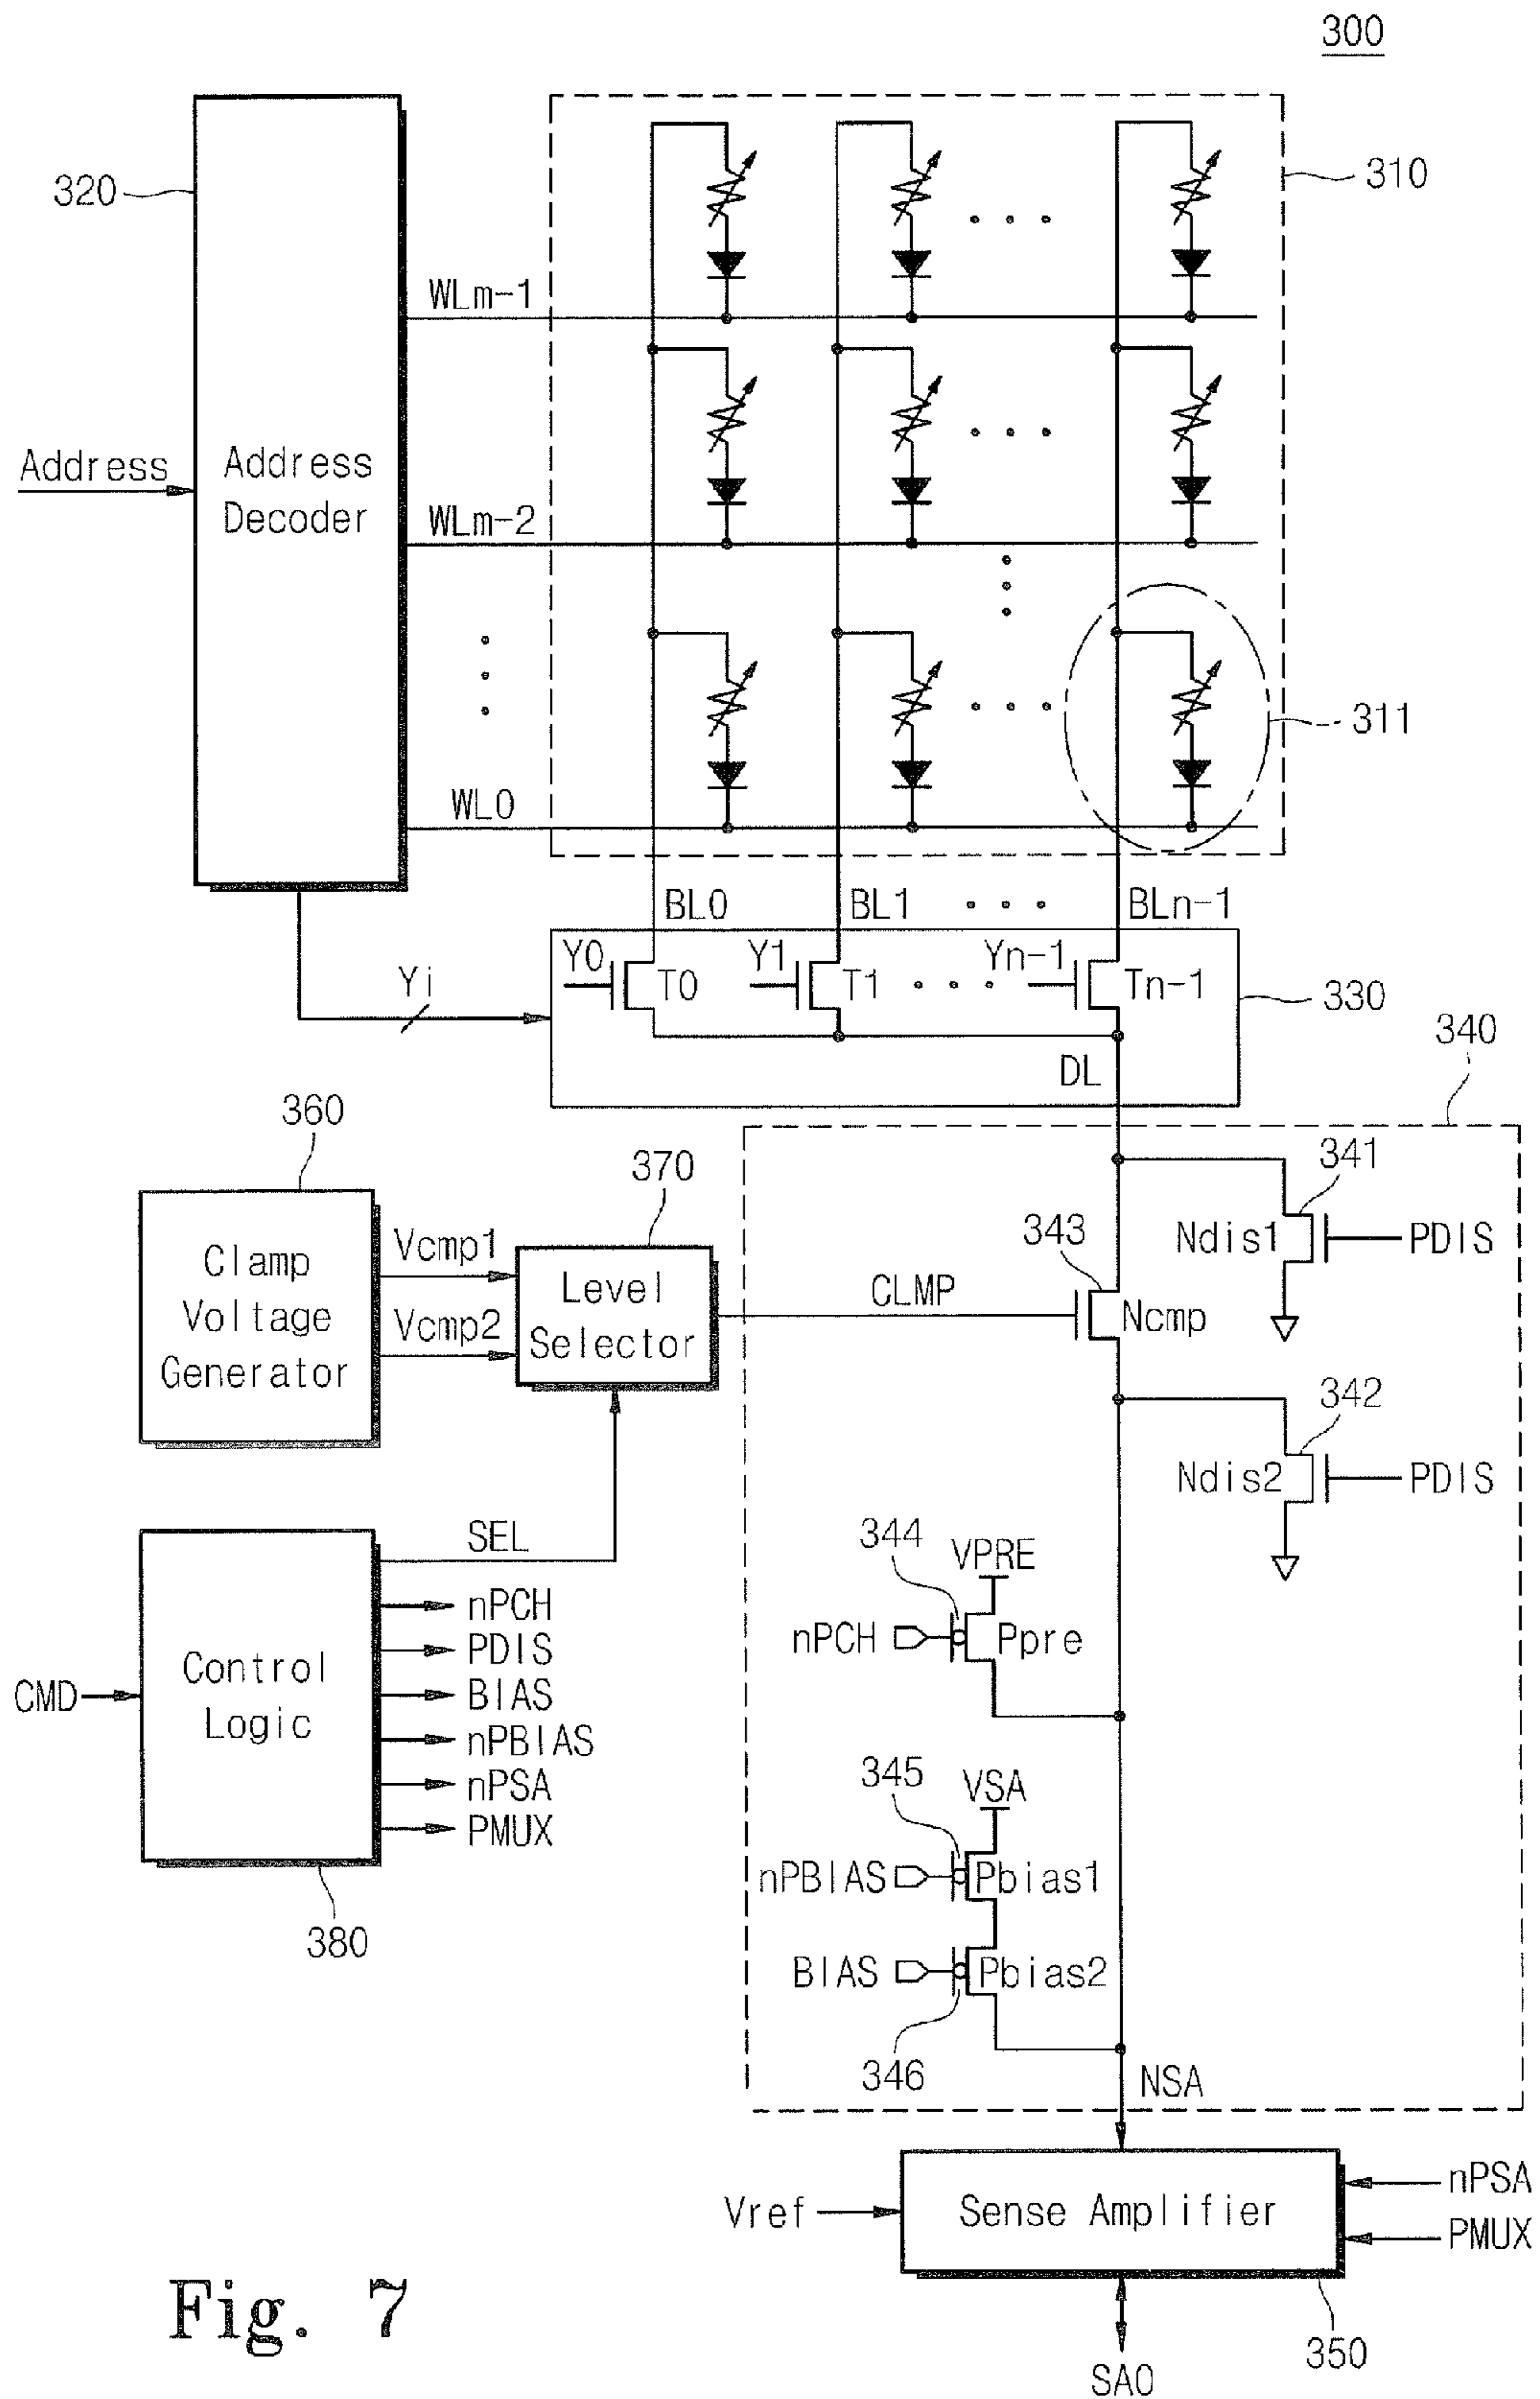 300
320
310
WLm-1
Address
Address
Decoder
WLm-2
311
WL0
BL0
BL1
BLn-1
Y0
T0
Y1
T1
Yn-1
Tn-1
Yi
330
DL
340
360
370
341
Clamp
Voltage
Generator
Vcmp1
Vcmp2
Level
Selector
CLMP
343
Ncmp
Ndis1
PDIS
342
Ndis2
PDIS
SEL
nPCH
PDIS
BIAS
nPBIAS
nPSA
PMUX
CMD
Control
Logic
380
344
VPRE
nPCH
Ppre
345
VSA
nPBIAS
Pbias1
BIAS
Pbias2
346
NSA
Vref
Sense Amplifier
nPSA
PMUX
350
SAO
Fig. 7